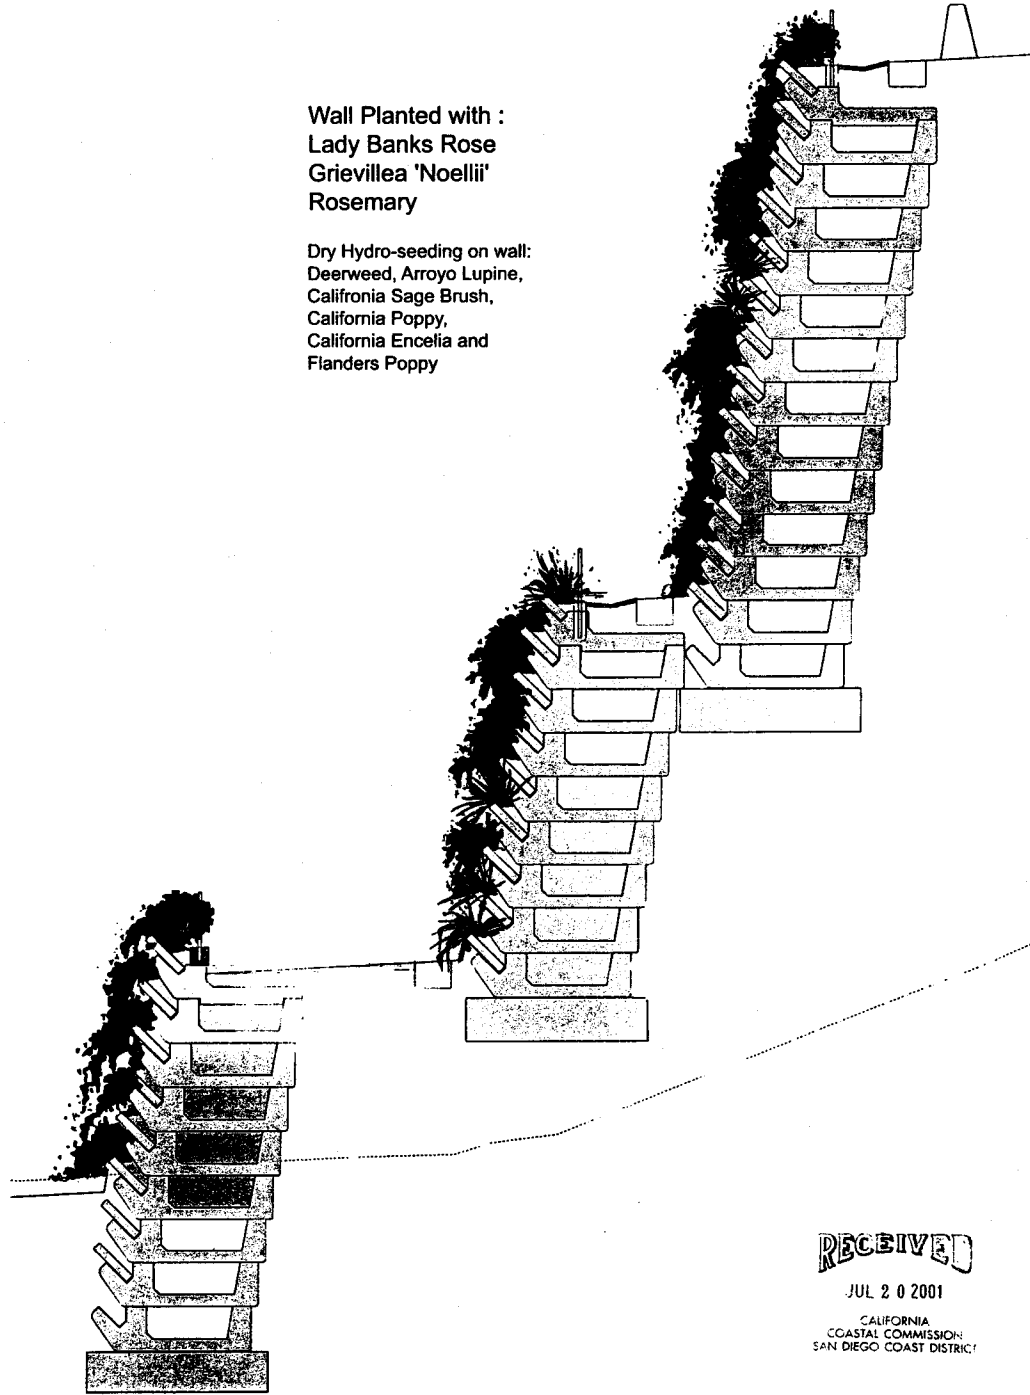 Wall Planted with :
Lady Banks Rose
Grievillea 'Noellii'
Rosemary
Dry Hydro-seeding on wall:
Deerweed, Arroyo Lupine,
Califronia Sage Brush,
California Poppy,
California Encelia and
Flanders Poppy
RECEIVED
JUL 2 0 2001
CALIFORNIA
COASTAL COMMISSION
SAN DIEGO COAST DISTRICT